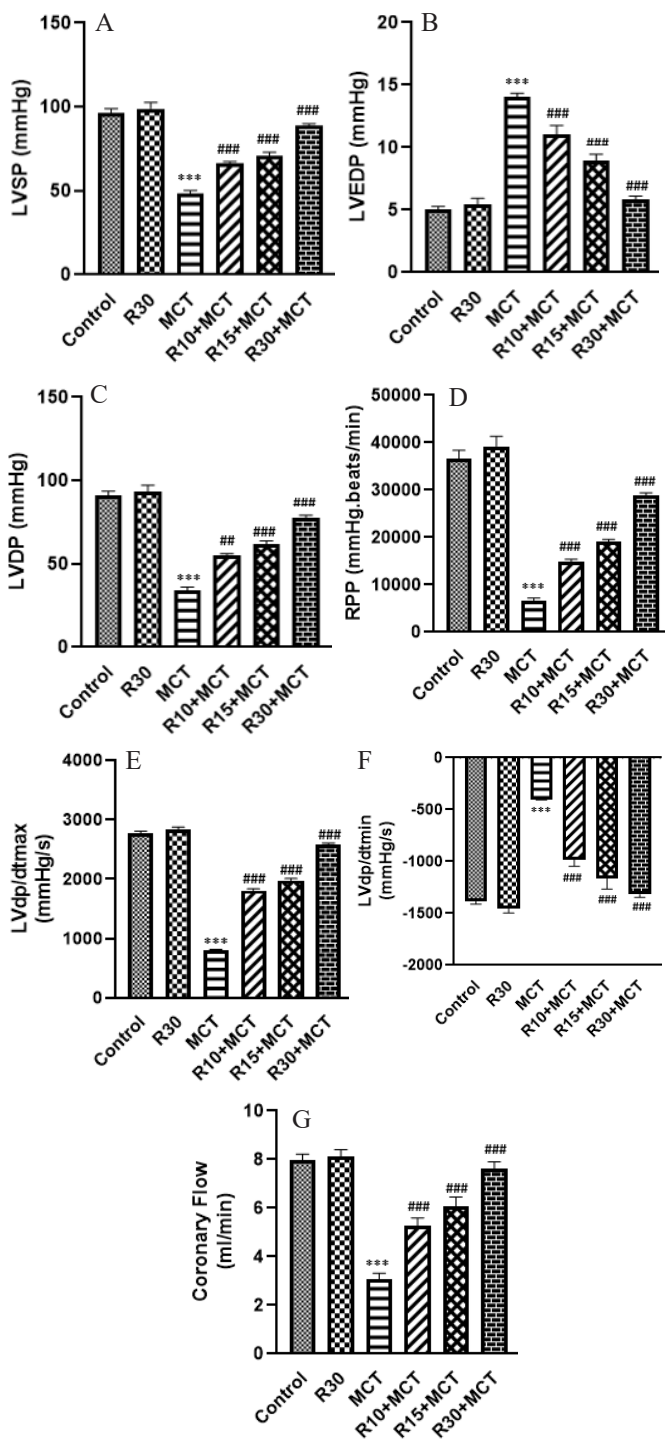 A
LVSP (mmHg)
150
100
50
0
***
###
###
###
Control
R30
MCT
R10+MCT
R15+MCT
R30+MCT
B
LVEDP (mmHg)
20
15
10
5
0
***
###
###
###
Control
R30
MCT
R10+MCT
R15+MCT
R30+MCT
C
LVDP (mmHg)
150
100
50
0
***
##
###
###
Control
R30
MCT
R10+MCT
R15+MCT
R30+MCT
D
RPP (mmHg.beats/min)
50000
40000
30000
20000
10000
0
***
###
###
###
Control
R30
MCT
R10+MCT
R15+MCT
R30+MCT
E
LVdp/dtmax
(mmHg/s)
4000
3000
2000
1000
0
***
###
###
###
Control
R30
MCT
R10+MCT
R15+MCT
R30+MCT
F
LVdp/dtmin
(mmHg/s)
0
-500
-1000
-1500
-2000
***
###
###
###
Control
R30
MCT
R10+MCT
R15+MCT
R30+MCT
G
Coronary Flow
(ml/min)
10
8
6
4
2
0
***
###
###
###
Control
R30
MCT
R10+MCT
R15+MCT
R30+MCT